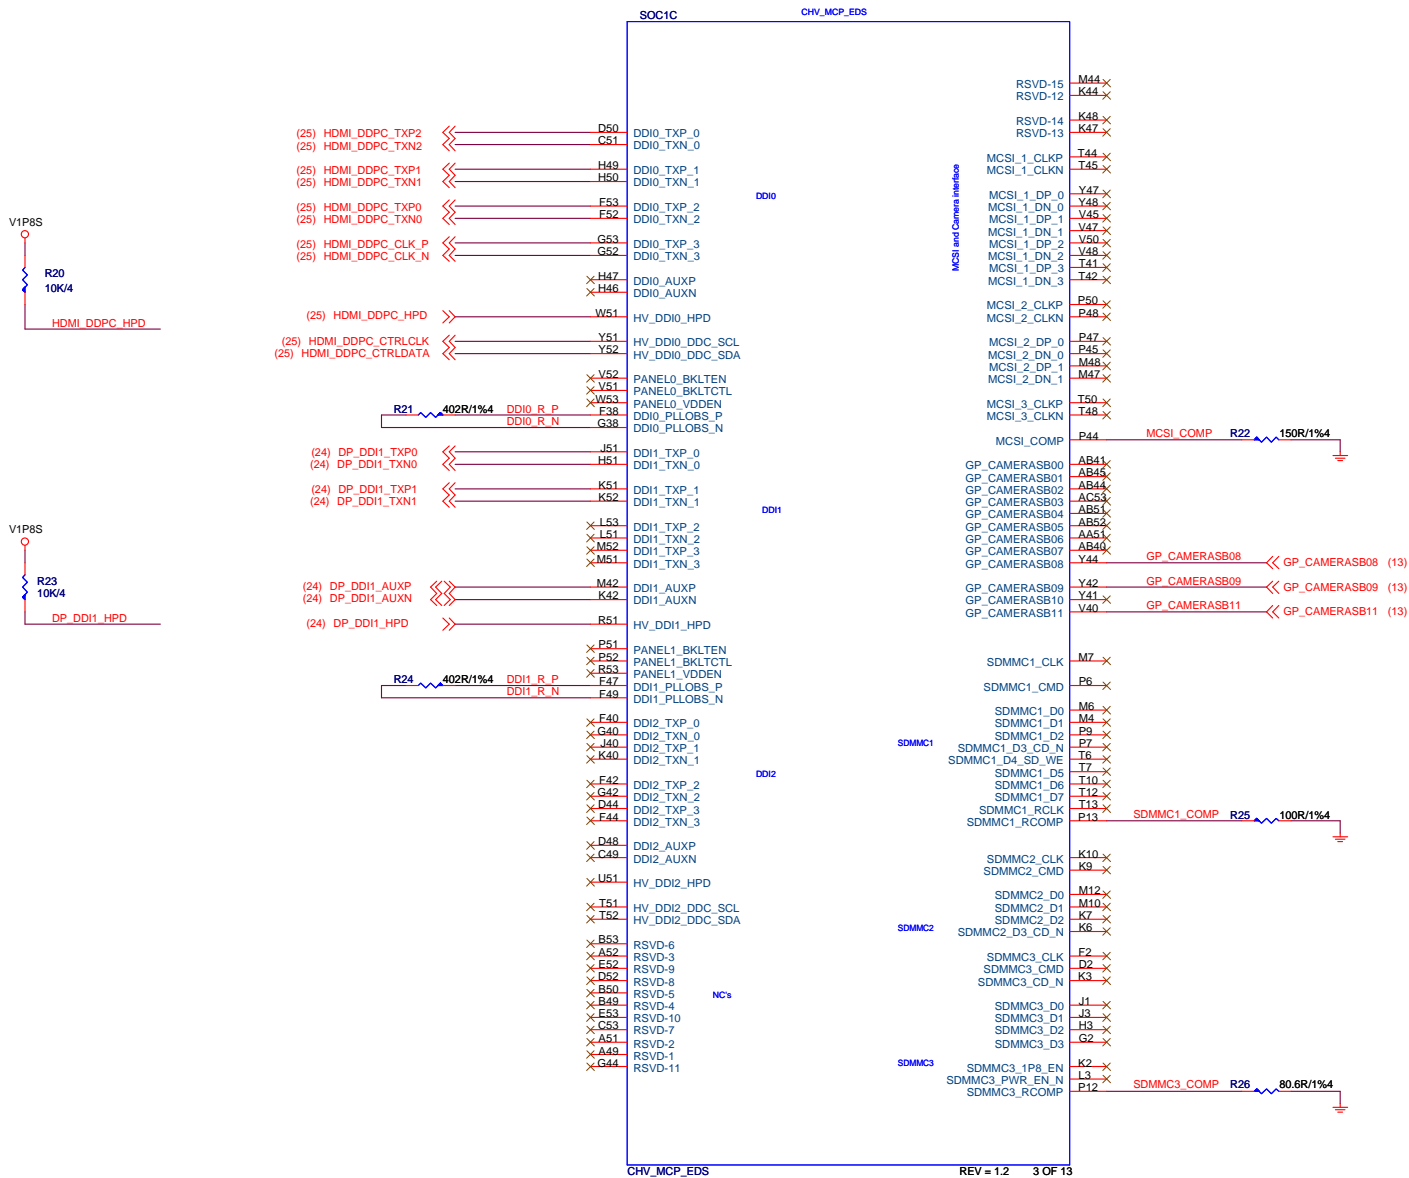 SOC1C
CHV_MCP_EDS
(25) HDMI_DDPC_TXP2 D50 DDI0_TXP_0
(25) HDMI_DDPC_TXN2 C51 DDI0_TXN_0
(25) HDMI_DDPC_TXP1 H49 DDI0_TXP_1
(25) HDMI_DDPC_TXN1 H50 DDI0_TXN_1
DDI0
(25) HDMI_DDPC_TXP0 F53 DDI0_TXP_2
(25) HDMI_DDPC_TXN0 F52 DDI0_TXN_2
(25) HDMI_DDPC_CLK_P G53 DDI0_TXP_3
(25) HDMI_DDPC_CLK_N G52 DDI0_TXN_3
H47 DDI0_AUXP
H46 DDI0_AUXN
V1P8S
R20
10K/4
HDMI_DDPC_HPD
(25) HDMI_DDPC_HPD W51 HV_DDI0_HPD
(25) HDMI_DDPC_CTRLCLK Y51 HV_DDI0_DDC_SCL
(25) HDMI_DDPC_CTRLDATA Y52 HV_DDI0_DDC_SDA
V52 PANEL0_BKLTEN
V51 PANEL0_BKLTCTL
W53 PANEL0_VDDEN
R21 402R/1%4 DDI0_R_P F38 DDI0_PLLOBS_P
DDI0_R_N G38 DDI0_PLLOBS_N
(24) DP_DDI1_TXP0 J51 DDI1_TXP_0
(24) DP_DDI1_TXN0 H51 DDI1_TXN_0
(24) DP_DDI1_TXP1 K51 DDI1_TXP_1
(24) DP_DDI1_TXN1 K52 DDI1_TXN_1
DDI1
L53 DDI1_TXP_2
L51 DDI1_TXN_2
M52 DDI1_TXP_3
M51 DDI1_TXN_3
V1P8S
R23
10K/4
DP_DDI1_HPD
(24) DP_DDI1_AUXP M42 DDI1_AUXP
(24) DP_DDI1_AUXN K42 DDI1_AUXN
(24) DP_DDI1_HPD R51 HV_DDI1_HPD
P51 PANEL1_BKLTEN
P52 PANEL1_BKLTCTL
R53 PANEL1_VDDEN
R24 402R/1%4 DDI1_R_P F47 DDI1_PLLOBS_P
DDI1_R_N F49 DDI1_PLLOBS_N
F40 DDI2_TXP_0
G40 DDI2_TXN_0
J40 DDI2_TXP_1
K40 DDI2_TXN_1
DDI2
F42 DDI2_TXP_2
G42 DDI2_TXN_2
D44 DDI2_TXP_3
F44 DDI2_TXN_3
D48 DDI2_AUXP
C49 DDI2_AUXN
U51 HV_DDI2_HPD
T51 HV_DDI2_DDC_SCL
T52 HV_DDI2_DDC_SDA
B53 RSVD-6
A52 RSVD-3
E52 RSVD-9
D52 RSVD-8
B50 RSVD-5
NC's
B49 RSVD-4
E53 RSVD-10
C53 RSVD-7
A51 RSVD-2
A49 RSVD-1
G44 RSVD-11
RSVD-15 M44
RSVD-12 K44
RSVD-14 K48
RSVD-13 K47
MCSI and Camera interface
MCSI_1_CLKP T44
MCSI_1_CLKN T45
MCSI_1_DP_0 Y47
MCSI_1_DN_0 Y48
MCSI_1_DP_1 V45
MCSI_1_DN_1 V47
MCSI_1_DP_2 V50
MCSI_1_DN_2 V48
MCSI_1_DP_3 T41
MCSI_1_DN_3 T42
MCSI_2_CLKP P50
MCSI_2_CLKN P48
MCSI_2_DP_0 P47
MCSI_2_DN_0 P45
MCSI_2_DP_1 M48
MCSI_2_DN_1 M47
MCSI_3_CLKP T50
MCSI_3_CLKN T48
MCSI_COMP P44 MCSI_COMP R22 150R/1%4
GP_CAMERASB00 AB41
GP_CAMERASB01 AB45
GP_CAMERASB02 AB44
GP_CAMERASB03 AC53
GP_CAMERASB04 AB51
GP_CAMERASB05 AB52
GP_CAMERASB06 AA51
GP_CAMERASB07 AB40
GP_CAMERASB08 Y44 GP_CAMERASB08 GP_CAMERASB08 (13)
GP_CAMERASB09 Y42 GP_CAMERASB09 GP_CAMERASB09 (13)
GP_CAMERASB10 Y41
GP_CAMERASB11 V40 GP_CAMERASB11 GP_CAMERASB11 (13)
SDMMC1_CLK M7
SDMMC1_CMD P6
SDMMC1_D0 M6
SDMMC1_D1 M4
SDMMC1_D2 P9
SDMMC1
SDMMC1_D3_CD_N P7
SDMMC1_D4_SD_WE T6
SDMMC1_D5 T7
SDMMC1_D6 T10
SDMMC1_D7 T12
SDMMC1_RCLK T13
SDMMC1_RCOMP P13 SDMMC1_COMP R25 100R/1%4
SDMMC2_CLK K10
SDMMC2_CMD K9
SDMMC2_D0 M12
SDMMC2_D1 M10
SDMMC2_D2 K7
SDMMC2
SDMMC2_D3_CD_N K6
SDMMC3_CLK F2
SDMMC3_CMD D2
SDMMC3_CD_N K3
SDMMC3_D0 J1
SDMMC3_D1 J3
SDMMC3_D2 H3
SDMMC3_D3 G2
SDMMC3
SDMMC3_1P8_EN K2
SDMMC3_PWR_EN_N L3
SDMMC3_RCOMP P12 SDMMC3_COMP R26 80.6R/1%4
CHV_MCP_EDS
REV = 1.2 3 OF 13